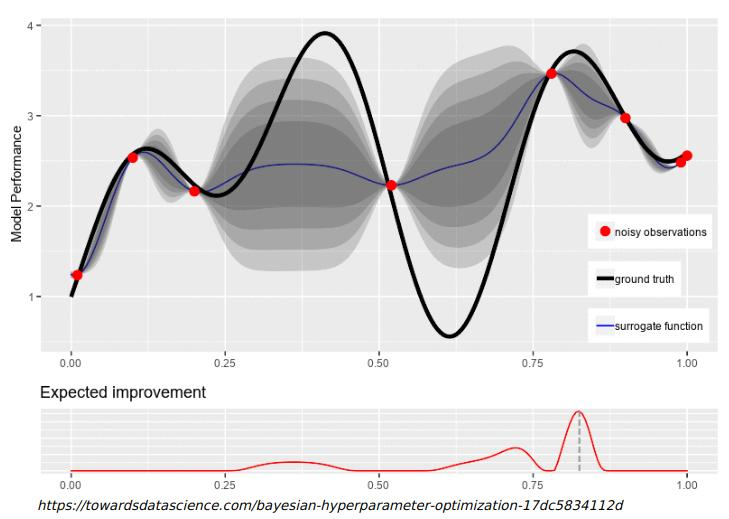 4
3
2
1
Model Performance
noisy observations
ground truth
surrogate function
0.00 0.25 0.50 0.75 1.00
Expected improvement
0.00 0.25 0.50 0.75 1.00
https://towardsdatascience.com/bayesian-hyperparameter-optimization-17dc5834112d